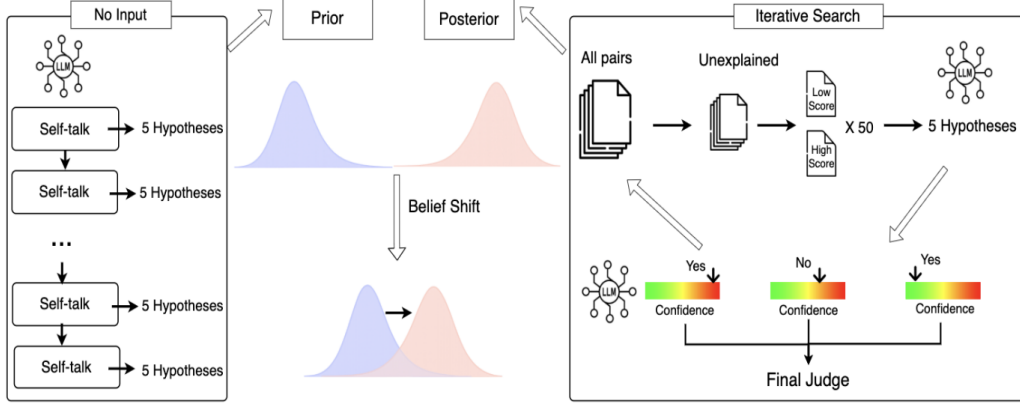 No Input
LLM
Self-talk
5 Hypotheses
Self-talk
5 Hypotheses
...
Self-talk
5 Hypotheses
Self-talk
5 Hypotheses
Prior
Posterior
Belief Shift
Iterative Search
All pairs
Unexplained
Low
Score
High
Score
X 50
LLM
5 Hypotheses
LLM
Yes
No
Yes
Confidence
Confidence
Confidence
Final Judge